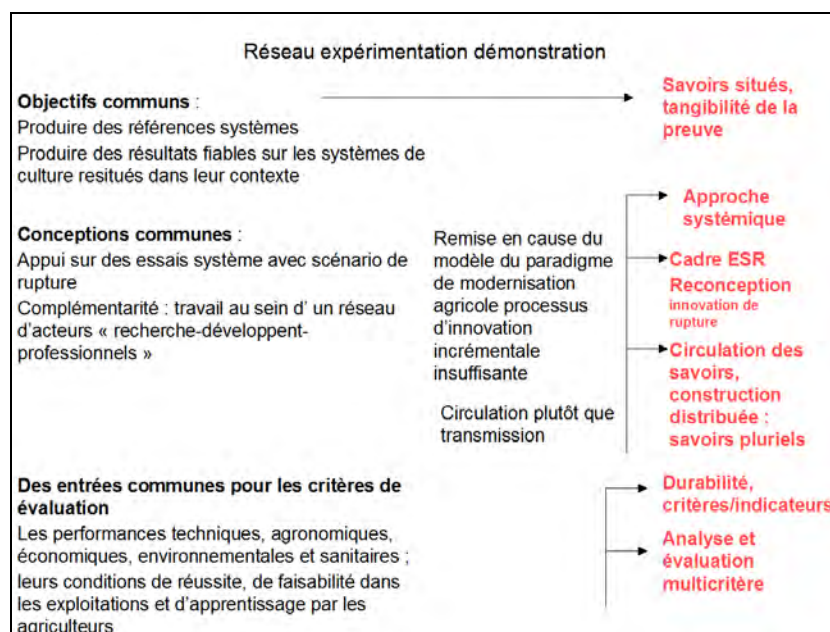 Réseau expérimentation démonstration
Objectifs communs :
Produire des références systèmes
Produire des résultats fiables sur les systèmes de
culture resitués dans leur contexte
Savoirs situés,
tangibilité de la
preuve
Conceptions communes :
Appui sur des essais système avec scénario de
rupture
Complémentarité : travail au sein d' un réseau
d'acteurs « recherche-développent-
professionnels »
Remise en cause du
modèle du paradigme
de modernisation
agricole processus
d'innovation
incrémentale
insuffisante
Circulation plutôt que
transmission
Approche
systémique
Cadre ESR
Reconception
innovation de
rupture
Circulation des
savoirs,
construction
distribuée :
savoirs pluriels
Des entrées communes pour les critères de
évaluation
Les performances techniques, agronomiques,
économiques, environnementales et sanitaires ;
leurs conditions de réussite, de faisabilité dans
les exploitations et d'apprentissage par les
agriculteurs
Durabilité,
critères/indicateurs
Analyse et
évaluation
multicritère